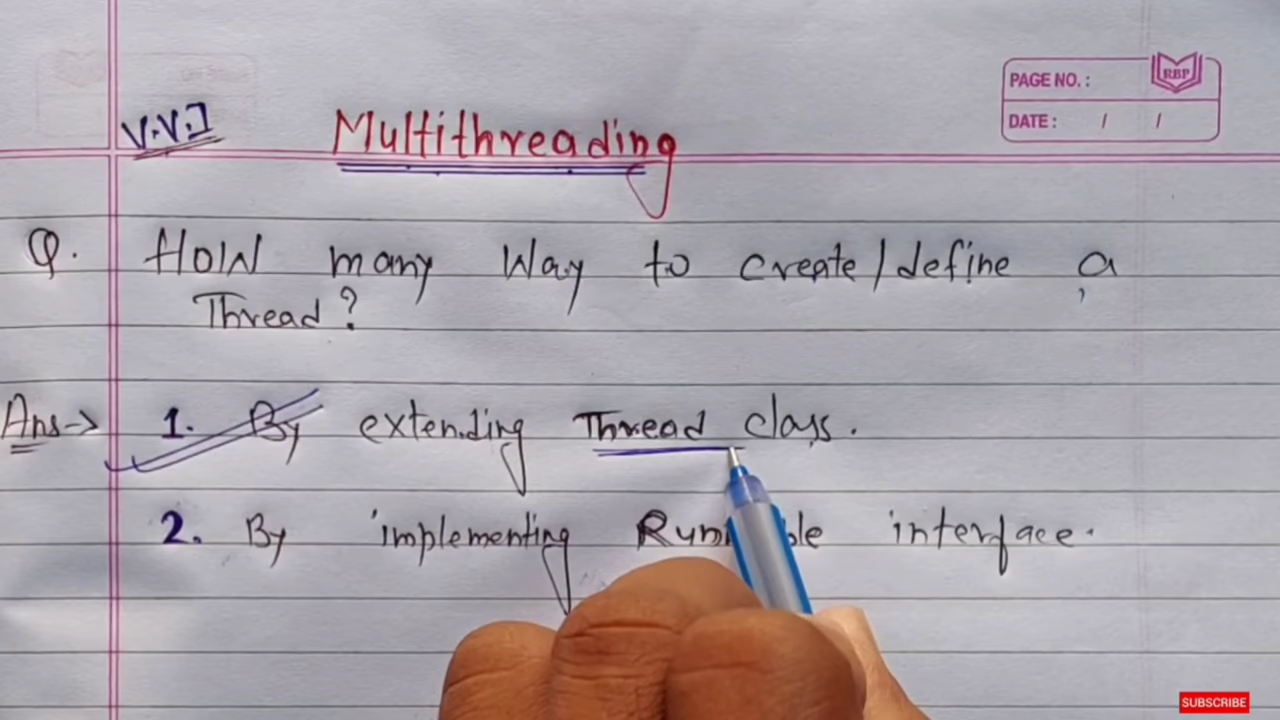 PAGE NO. :
RBP
DATE : / /
V.V.I Multithreading
Q. How many Way to create/define a
Thread?
Ans-> 1. By extending Thread class.
2. By implementing interface.
SUBSCRIBE